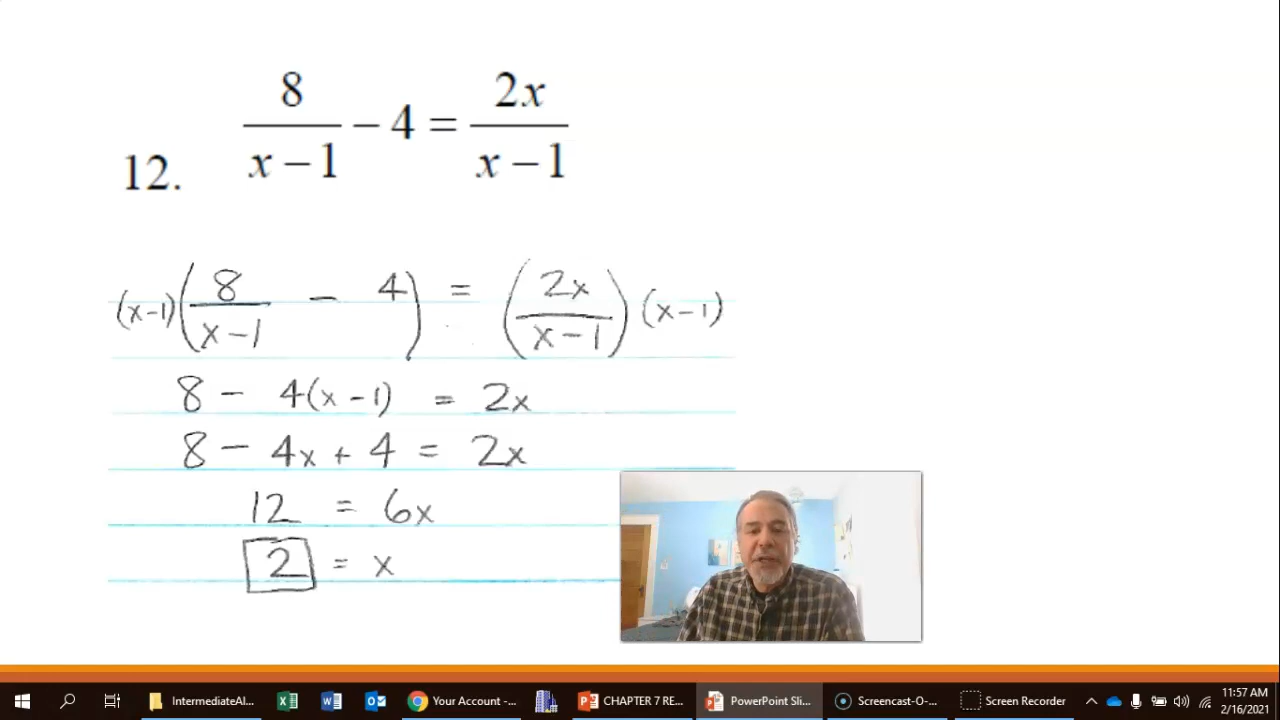 12. 8/(x − 1) − 4 = 2x/(x − 1)
(x-1)(8/(x-1) - 4) = (2x/(x-1))(x-1)
8 - 4(x-1) = 2x
8 - 4x + 4 = 2x
12 = 6x
2 = x
IntermediateAl...
Your Account -...
CHAPTER 7 RE...
PowerPoint Sli...
Screencast-O-...
Screen Recorder
11:57 AM
2/16/2021